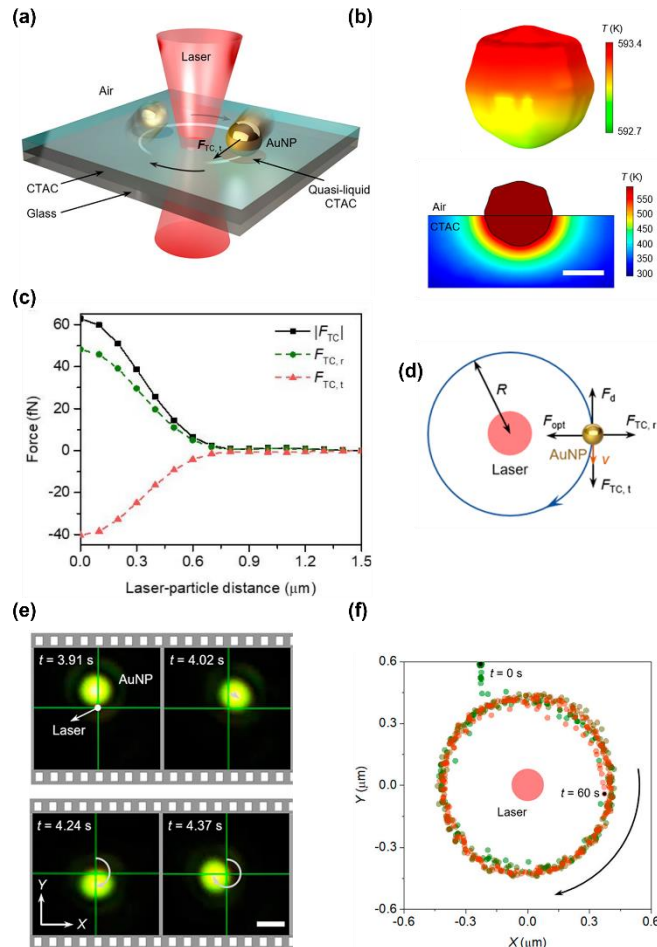 (a)
Laser
Air
F_TC, t
AuNP
CTAC
Quasi-liquid
CTAC
Glass
(b)
T (K)
593.4
592.7
T (K)
550
500
450
400
350
300
Air
CTAC
(c)
60
40
20
0
-20
-40
Force (fN)
|F_TC|
F_TC, r
F_TC, t
0.0 0.3 0.6 0.9 1.2 1.5
Laser-particle distance (μm)
(d)
R
F_d
F_opt
F_TC, r
Laser
AuNP
v
F_TC, t
(e)
t = 3.91 s
AuNP
Laser
t = 4.02 s
t = 4.24 s
Y
X
t = 4.37 s
(f)
0.6
0.3
0.0
-0.3
-0.6
Y (μm)
t = 0 s
t = 60 s
Laser
-0.6 -0.3 0.0 0.3 0.6
X (μm)